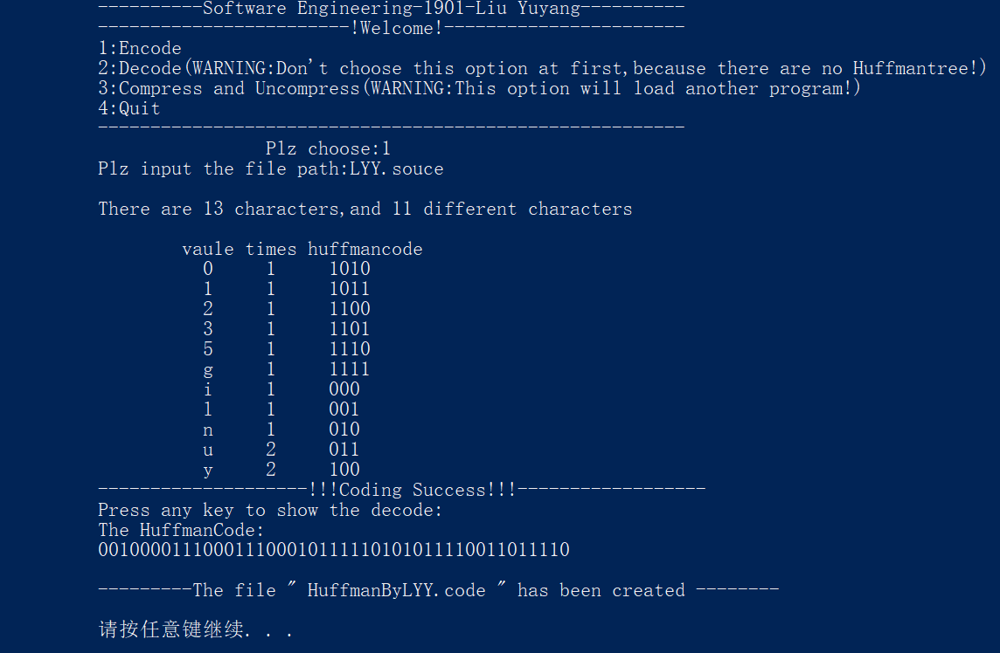 ----------Software Engineering-1901-Liu Yuyang----------
------------------------!Welcome!-----------------------
1:Encode
2:Decode(WARNING:Don't choose this option at first,because there are no Huffmantree!)
3:Compress and Uncompress(WARNING:This option will load another program!)
4:Quit
--------------------------------------------------------
Plz choose:1
Plz input the file path:LYY.souce
There are 13 characters,and 11 different characters
vaule times huffmancode
0 1 1010
1 1 1011
2 1 1100
3 1 1101
5 1 1110
g 1 1111
i 1 000
l 1 001
n 1 010
u 2 011
y 2 100
--------------------!!!Coding Success!!!------------------
Press any key to show the decode:
The HuffmanCode:
001000011100011100010111110101011110011011110
---------The file " HuffmanByLYY.code " has been created --------
请按任意键继续. . .